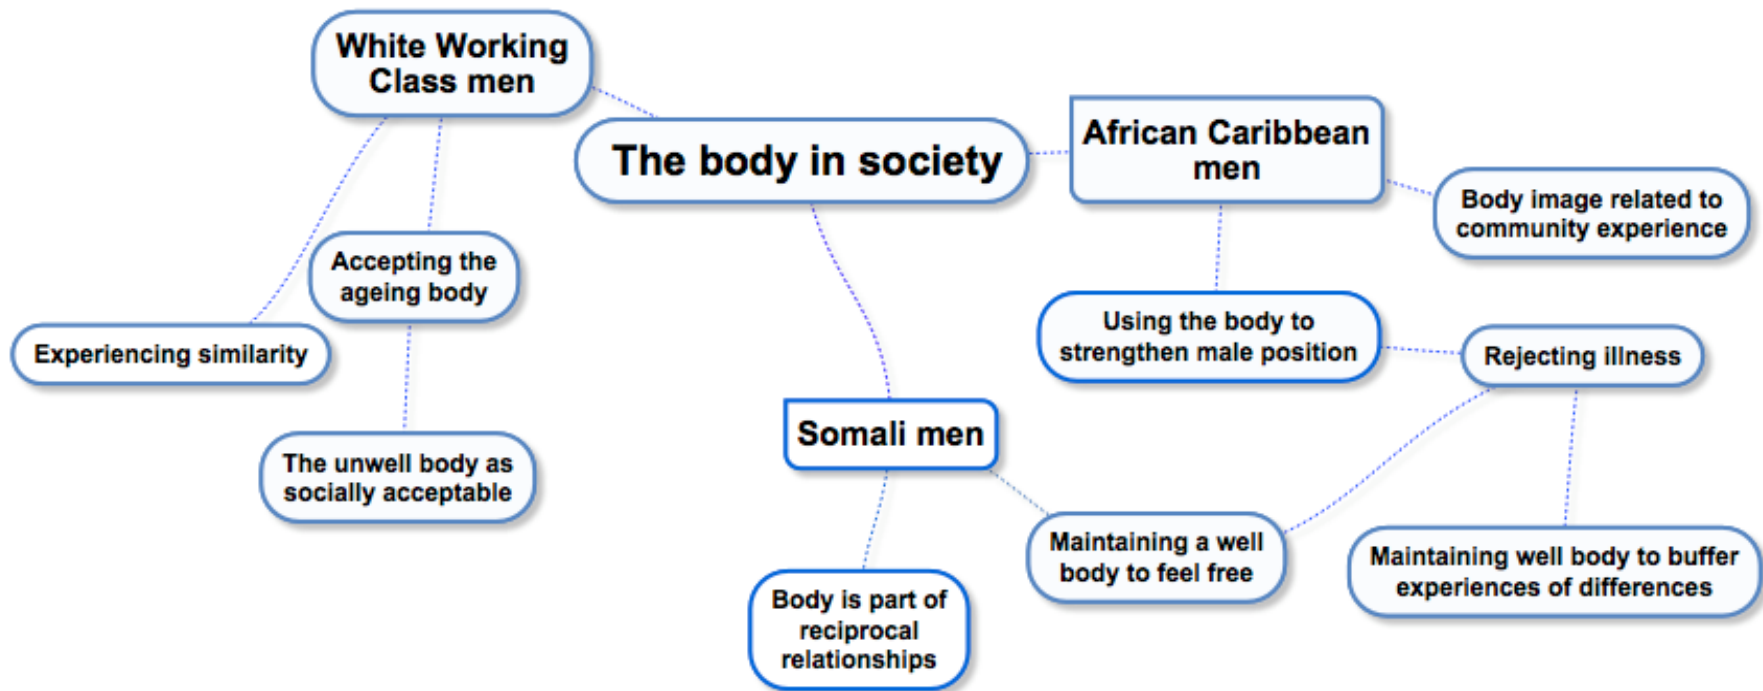 White Working
Class men
The body in society
African Caribbean
men
Body image related to
community experience
Accepting the
ageing body
Using the body to
strengthen male position
Experiencing similarity
Rejecting illness
Somali men
The unwell body as
socially acceptable
Maintaining a well
body to feel free
Maintaining well body to buffer
experiences of differences
Body is part of
reciprocal
relationships